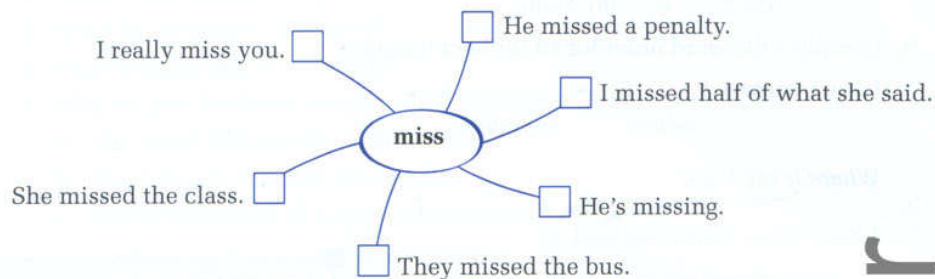 He missed a penalty.
I really miss you.
I missed half of what she said.
miss
She missed the class.
He's missing.
They missed the bus.